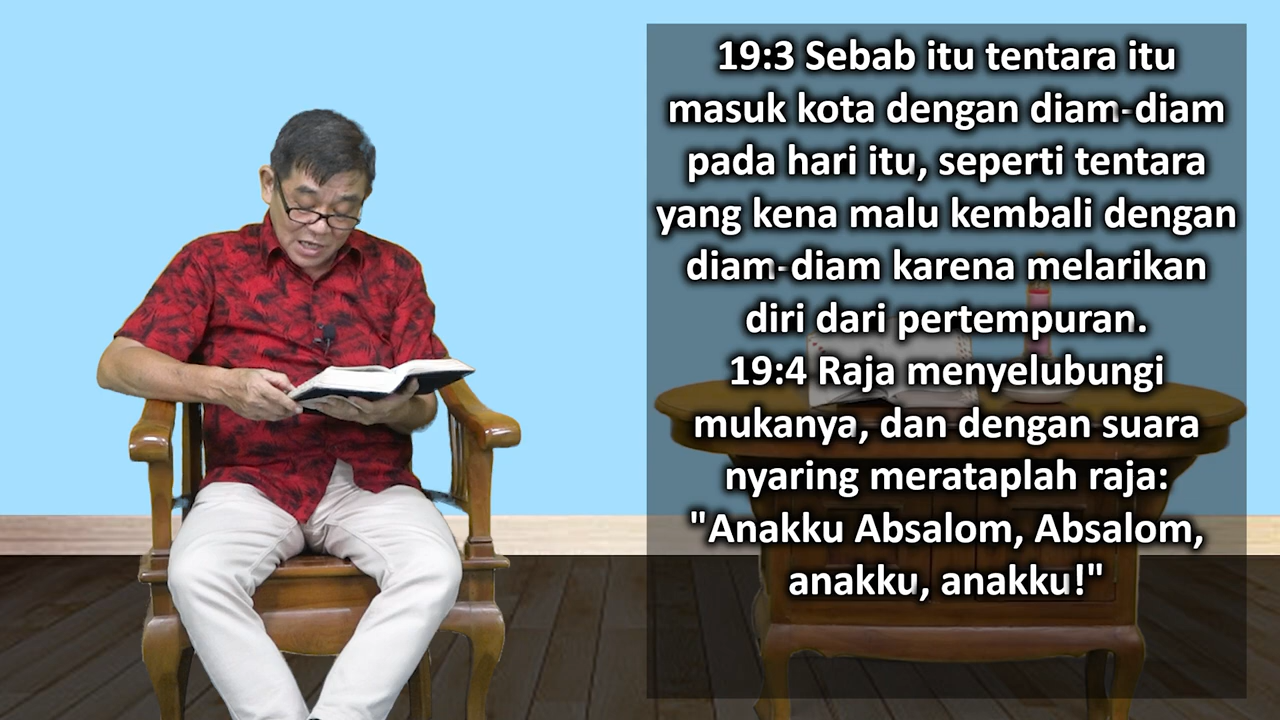 19:3 Sebab itu tentara itu
masuk kota dengan diam-diam
pada hari itu, seperti tentara
yang kena malu kembali dengan
diam-diam karena melarikan
diri dari pertempuran.
19:4 Raja menyelubungi
mukanya, dan dengan suara
nyaring merataplah raja:
"Anakku Absalom, Absalom,
anakku, anakku!"